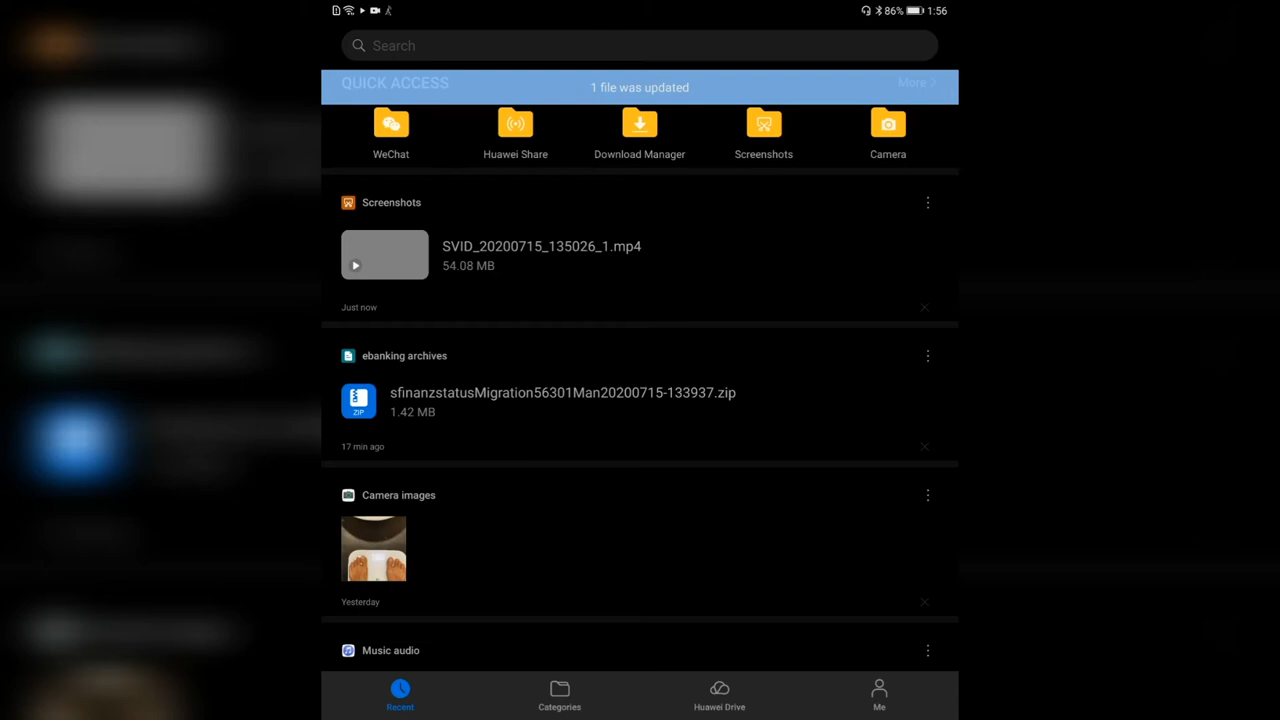 86% 1:56
Search
QUICK ACCESS More
1 file was updated
WeChat Huawei Share Download Manager Screenshots Camera
Screenshots
SVID_20200715_135026_1.mp4
54.08 MB
Just now
ebanking archives
sfinanzstatusMigration56301Man20200715-133937.zip
ZIP
1.42 MB
17 min ago
Camera images
Yesterday
Music audio
Recent Categories Huawei Drive Me